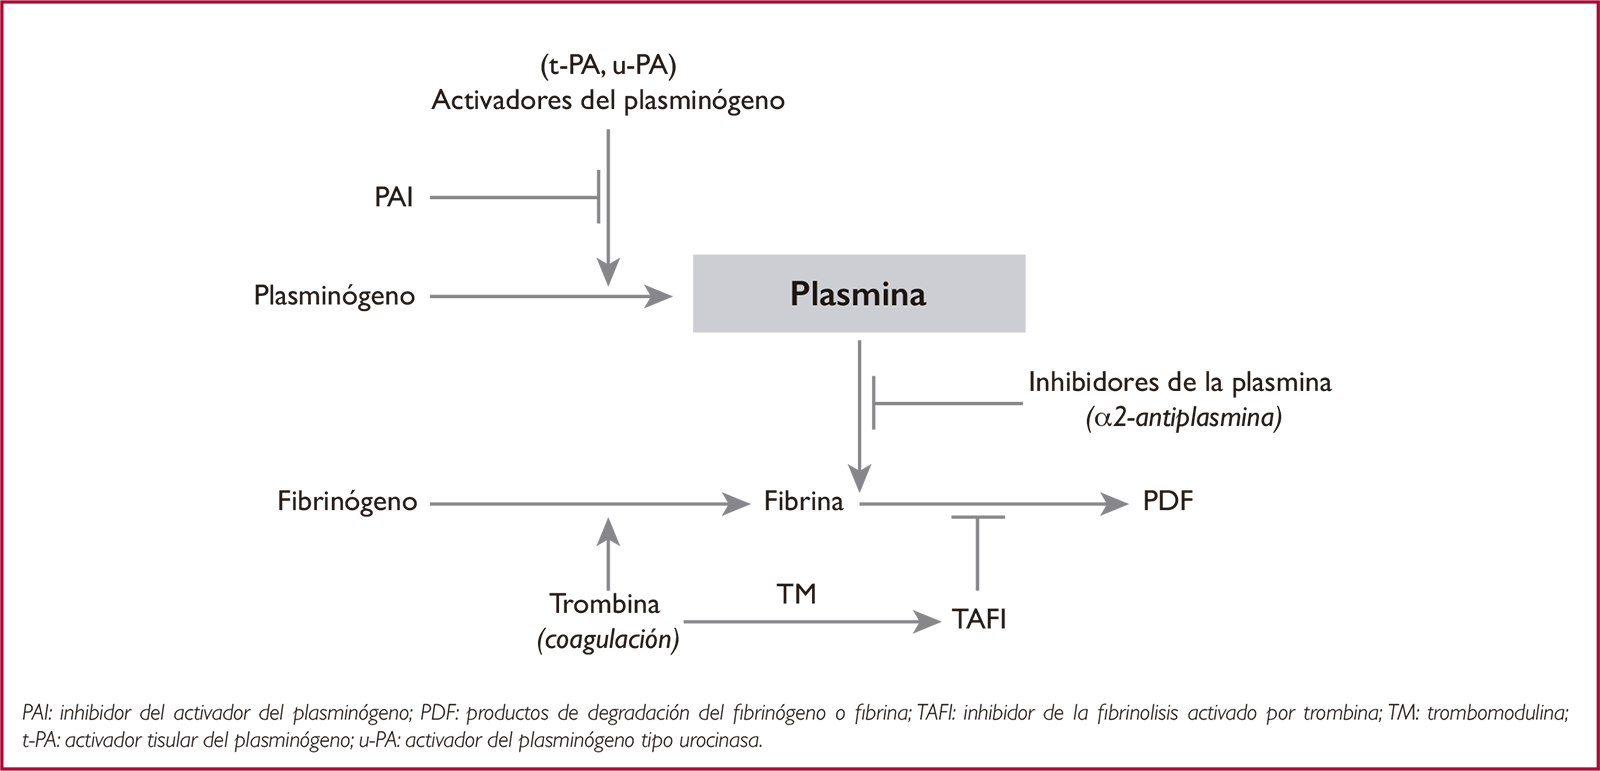 (t-PA, u-PA)
Activadores del plasminógeno
PAI
Plasminógeno
Plasmina
Inhibidores de la plasmina
(α2-antiplasmina)
Fibrinógeno
Fibrina
PDF
Trombina
(coagulación)
TM
TAFI
PAI: inhibidor del activador del plasminógeno; PDF: productos de degradación del fibrinógeno o fibrina; TAFI: inhibidor de la fibrinolisis activado por trombina; TM: trombomodulina;
t-PA: activador tisular del plasminógeno; u-PA: activador del plasminógeno tipo urocinasa.